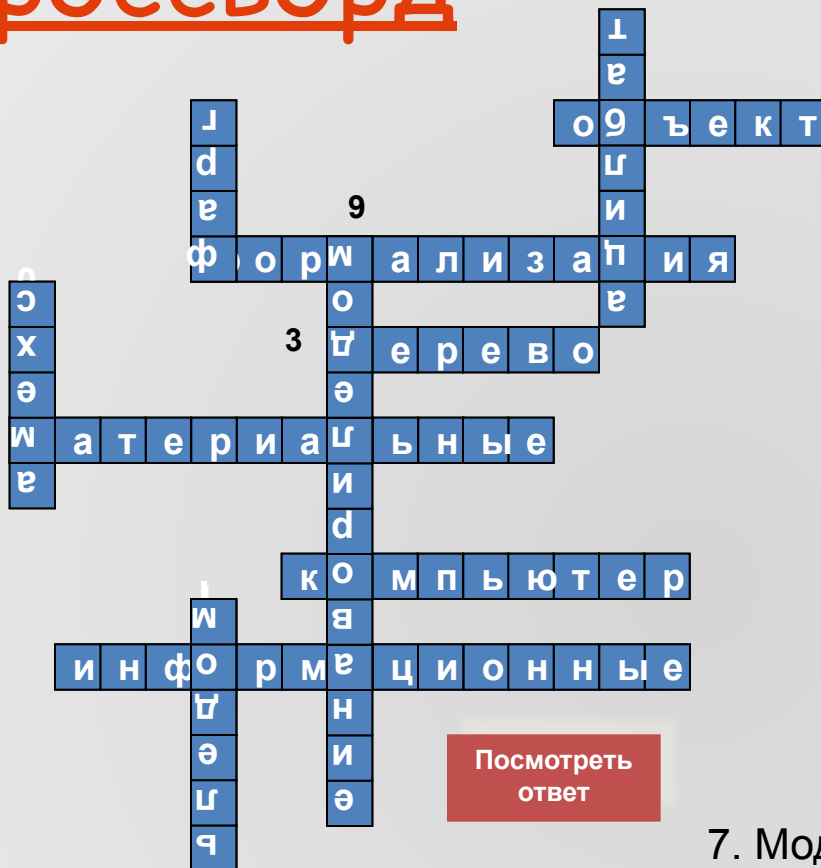 россворд
таблица
объект
граф
9
формализация
моделирование
схема
3
дерево
материальные
компьютер
модель
информационные
Посмотреть
ответ
7. Мод